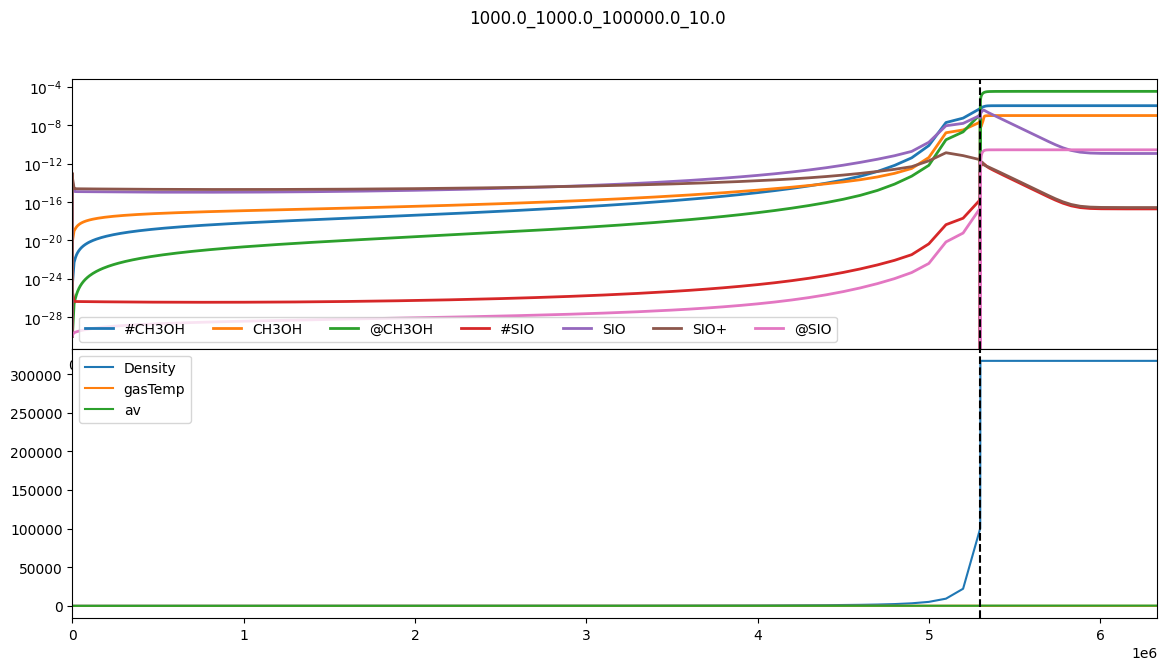 1000.0_1000.0_100000.0_10.0
10⁻⁴
10⁻⁸
10⁻¹²
10⁻¹⁶
10⁻²⁰
10⁻²⁴
10⁻²⁸
#CH3OH CH3OH @CH3OH #SIO SIO SIO+ @SIO
Density
gasTemp
av
300000
250000
200000
150000
100000
50000
0
0 1 2 3 4 5 6
1e6